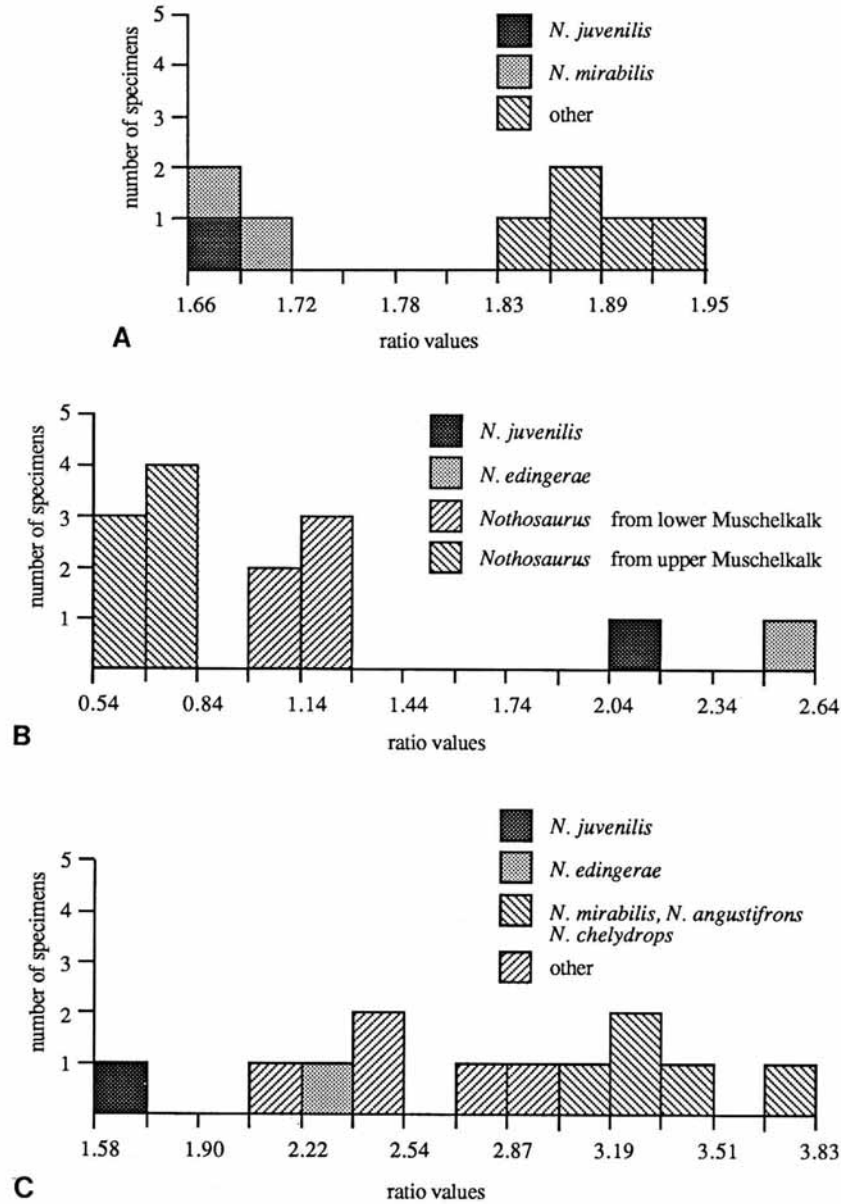 5
4
3
2
1
number of specimens
N. juvenilis
N. mirabilis
other
1.66 1.72 1.78 1.83 1.89 1.95
ratio values
A
5
4
3
2
1
number of specimens
N. juvenilis
N. edingerae
Nothosaurus from lower Muschelkalk
Nothosaurus from upper Muschelkalk
0.54 0.84 1.14 1.44 1.74 2.04 2.34 2.64
ratio values
B
5
4
3
2
1
number of specimens
N. juvenilis
N. edingerae
N. mirabilis, N. angustifrons
N. chelydrops
other
1.58 1.90 2.22 2.54 2.87 3.19 3.51 3.83
ratio values
C